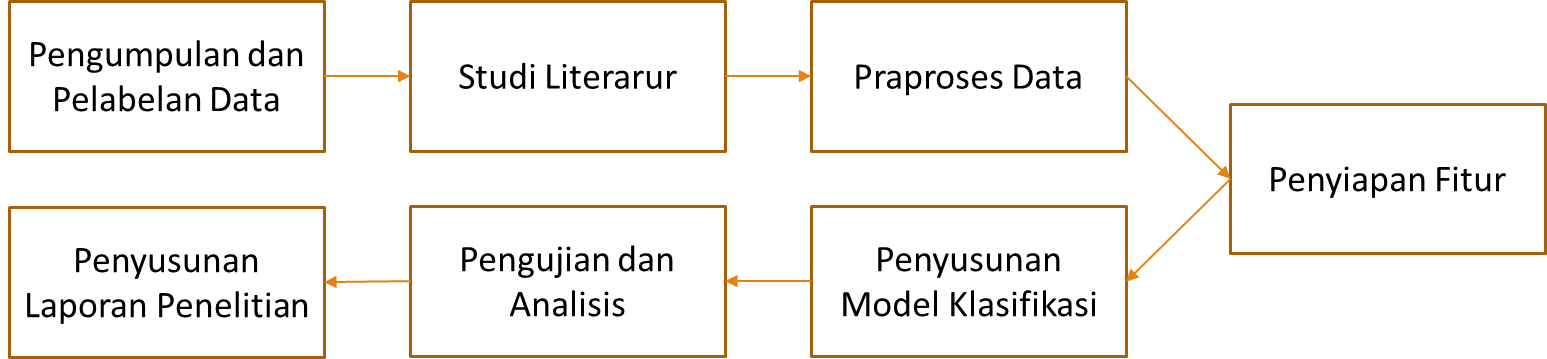 Pengumpulan dan
Pelabelan Data
Studi Literarur
Praproses Data
Penyiapan Fitur
Penyusunan
Model Klasifikasi
Pengujian dan
Analisis
Penyusunan
Laporan Penelitian